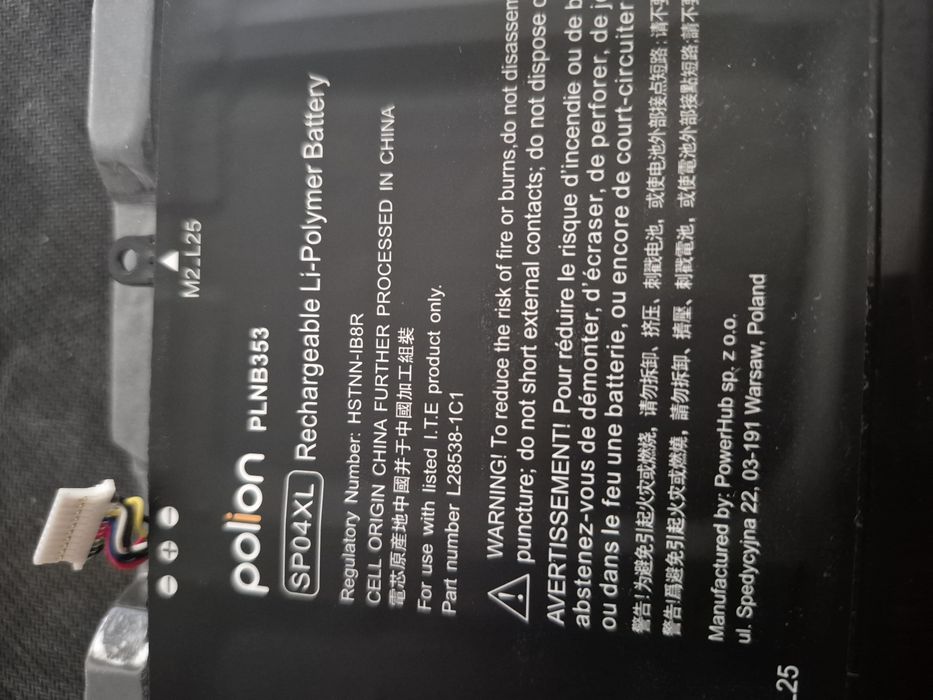 M2.L25
polion PLNB353
SP04XL Rechargeable Li-Polymer Battery
Regulatory Number: HSTNN-IB8R
CELL ORIGIN CHINA FURTHER PROCESSED IN CHINA
電芯原產地中國并于中國加工組裝
For use with listed I.T.E product only.
Part number L28538-1C1
WARNING! To reduce the risk of fire or burns,do not disassem
puncture; do not short external contacts; do not dispose
AVERTISSEMENT! Pour réduire le risque d'incendie ou de b
abstenez-vous de démonter, d'écraser, de perforer, de
ou dans le feu une batterie, ou encore de court-circuiter
警告!为避免引起火灾或燃烧, 请勿拆卸、挤压、刺戳电池, 或使电池外部接点短路;请不要
警告!爲避免引起火災或燃燒, 請勿拆卸、擠壓、刺戳電池, 或使電池外部接點短路;請不要
Manufactured by: PowerHub sp. z o.o.
ul. Spedycyjna 22, 03-191 Warsaw, Poland
25